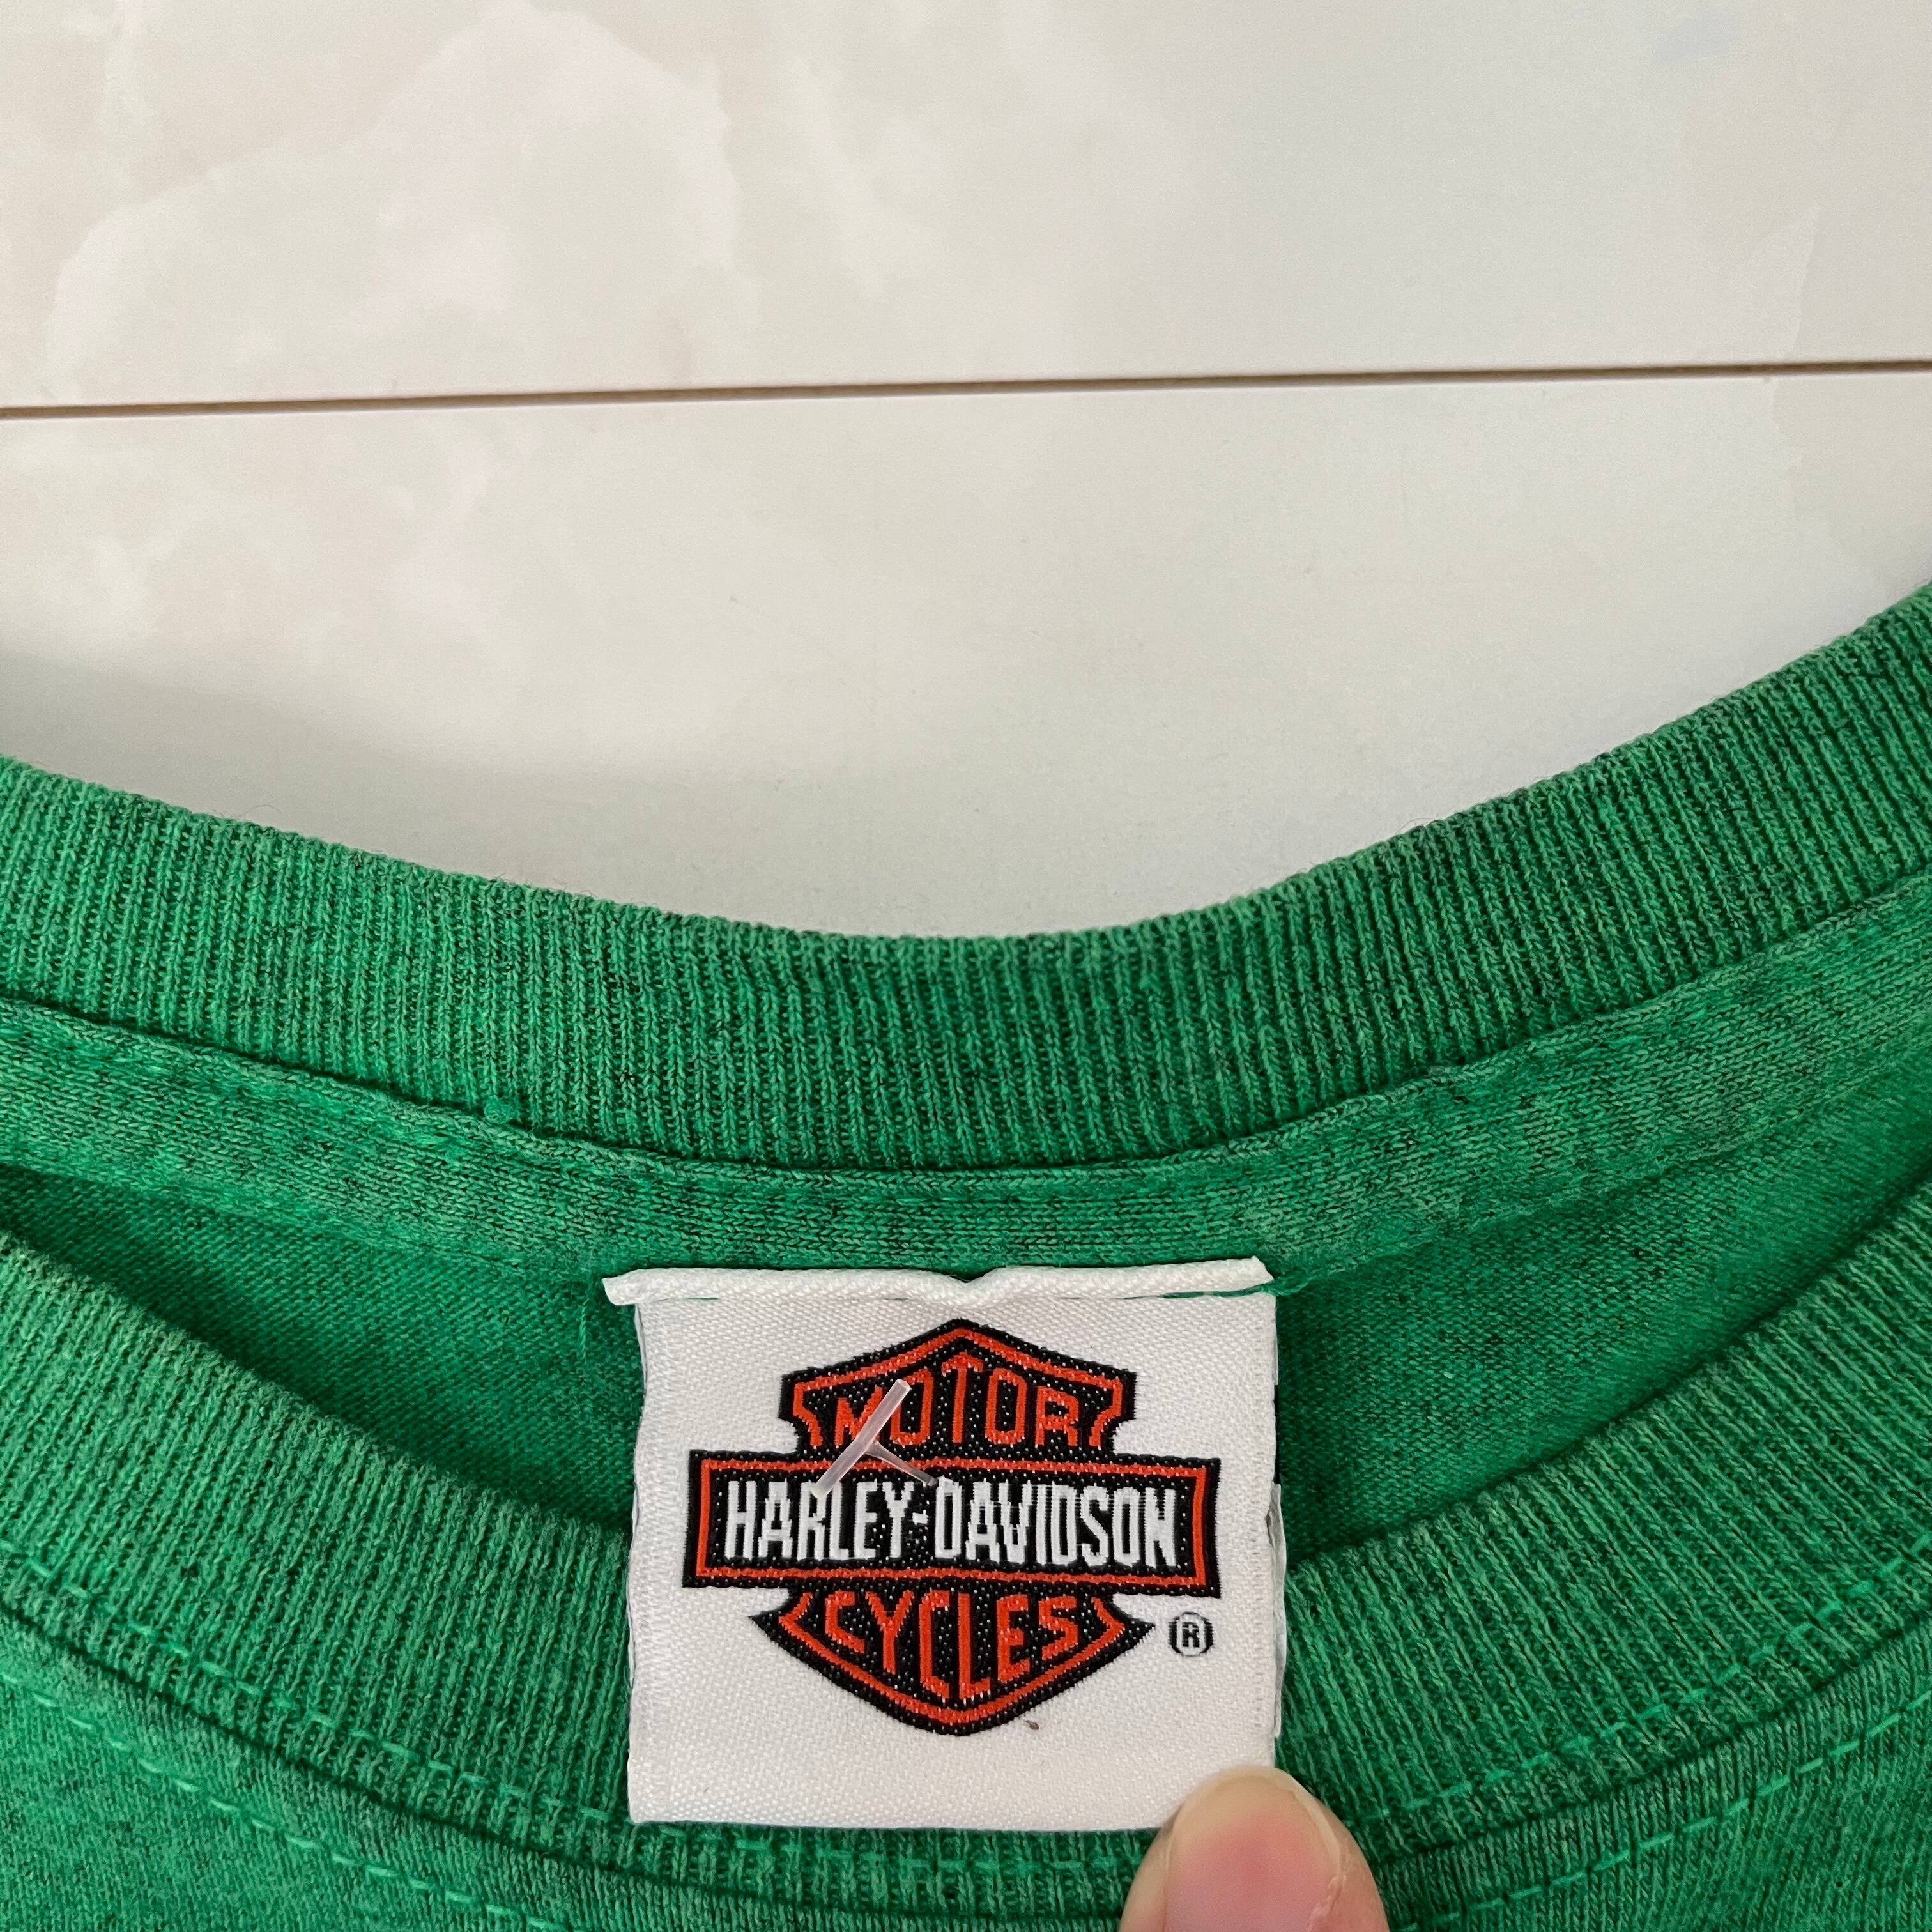 MOTOR
HARLEY-DAVIDSON
CYCLES
®